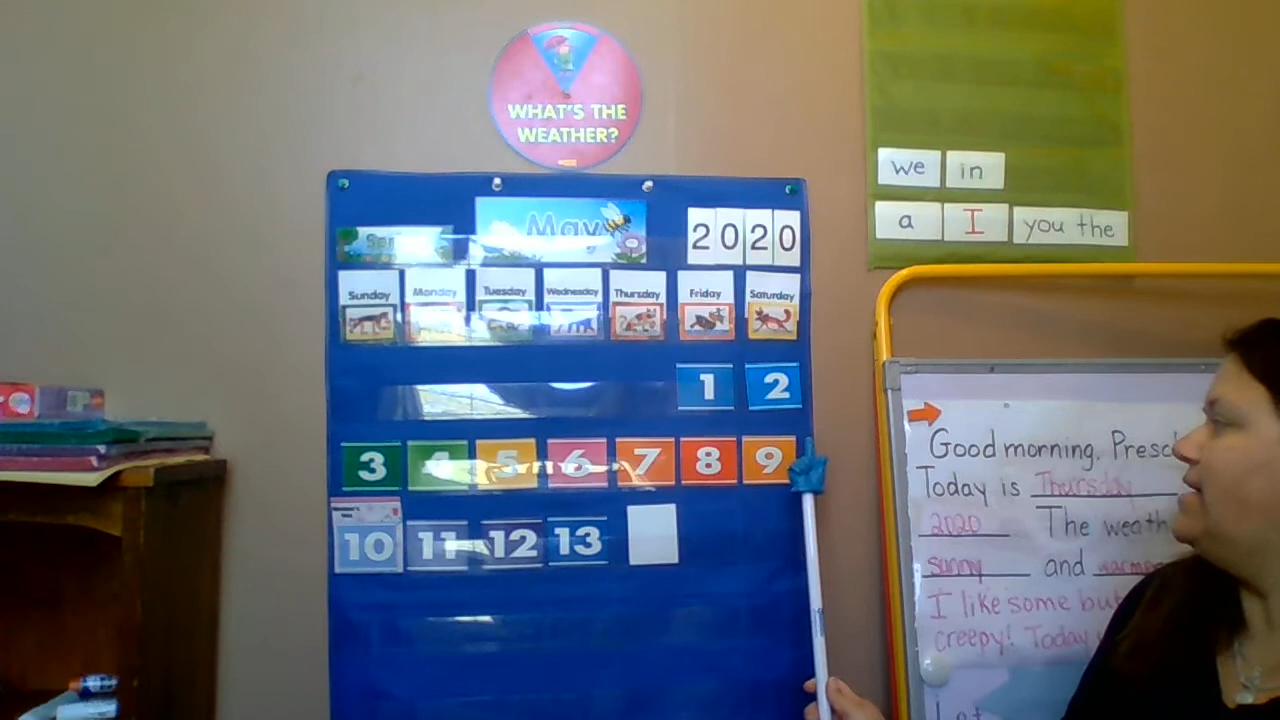 WHAT'S THE
WEATHER?
we in
a I you the
May
2020
Sunday Monday Tuesday Wednesday Thursday Friday Saturday
1 2
3 4 5 6 7 8 9
10 11 12 13
Good morning, Presc
Today is Thursday
2020 The weath
sunny and warm
I like some bu
creepy! Today
Let